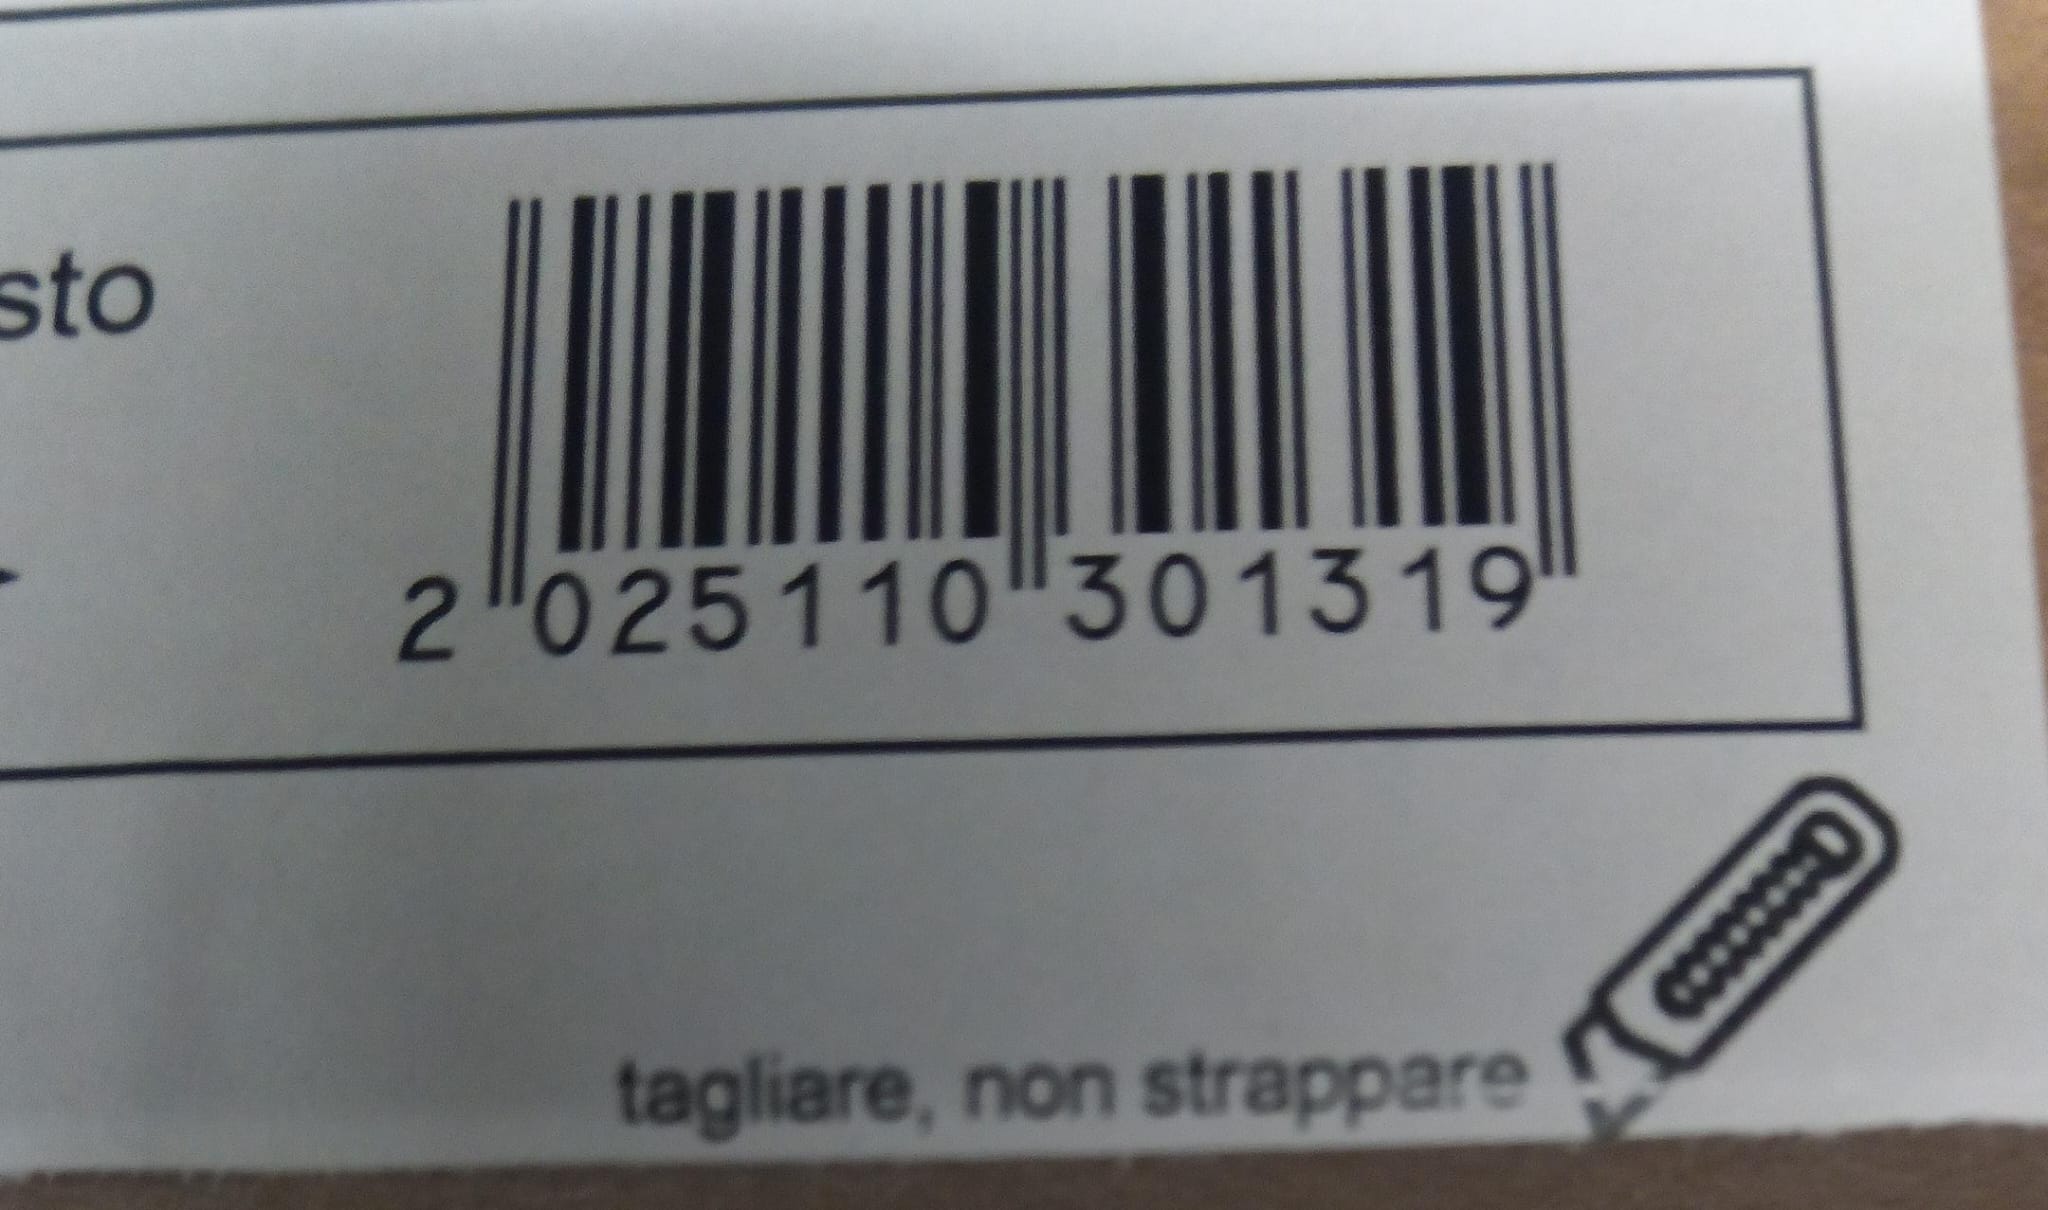 sto
2 025110 301319
tagliare, non strappare